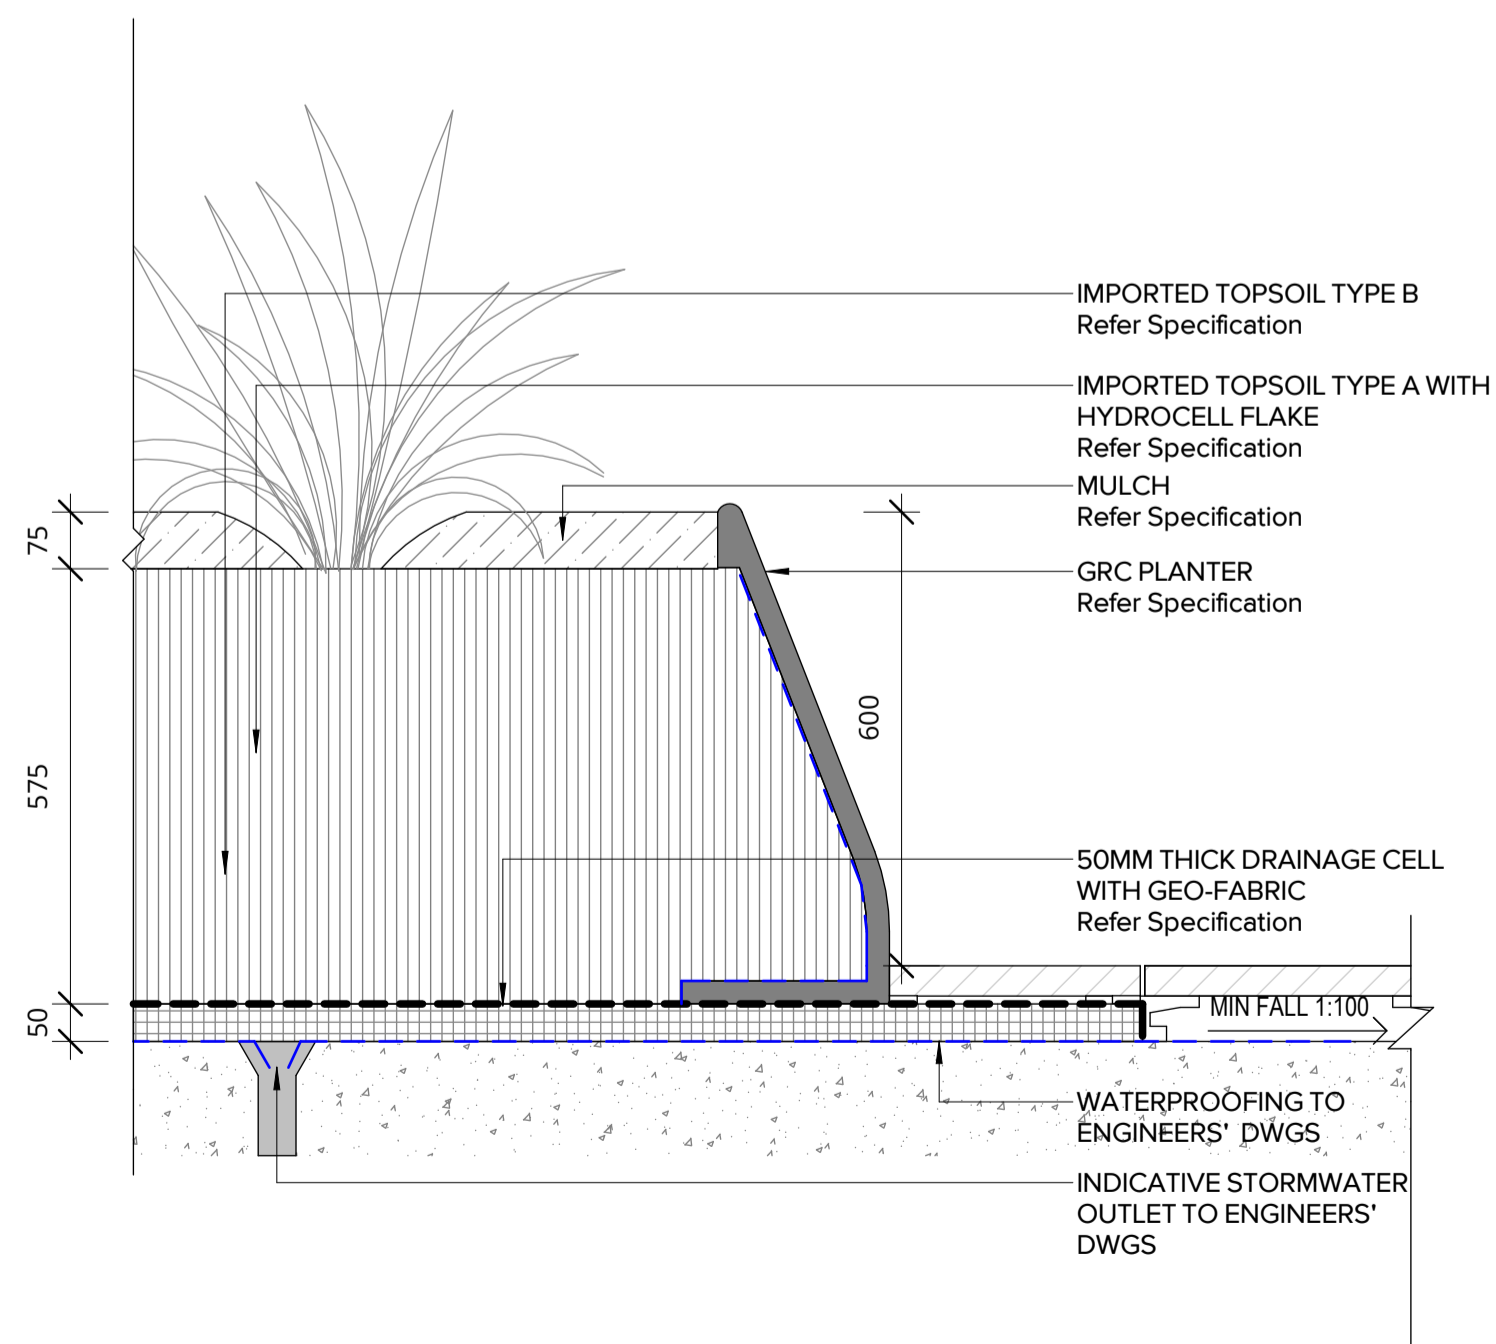 IMPORTED TOPSOIL TYPE B
Refer Specification
IMPORTED TOPSOIL TYPE A WITH
HYDROCELL FLAKE
Refer Specification
MULCH
Refer Specification
GRC PLANTER
Refer Specification
75
575
50
600
50MM THICK DRAINAGE CELL
WITH GEO-FABRIC
Refer Specification
MIN FALL 1:100
WATERPROOFING TO
ENGINEERS' DWGS
INDICATIVE STORMWATER
OUTLET TO ENGINEERS'
DWGS